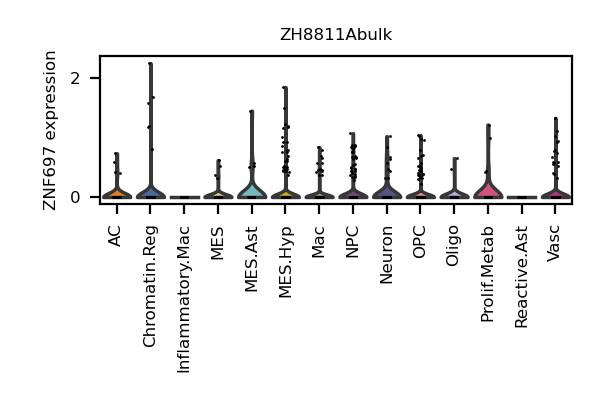 ZH8811Abulk
ZNF697 expression
2
0
AC
Chromatin.Reg
Inflammatory.Mac
MES
MES.Ast
MES.Hyp
Mac
NPC
Neuron
OPC
Oligo
Prolif.Metab
Reactive.Ast
Vasc